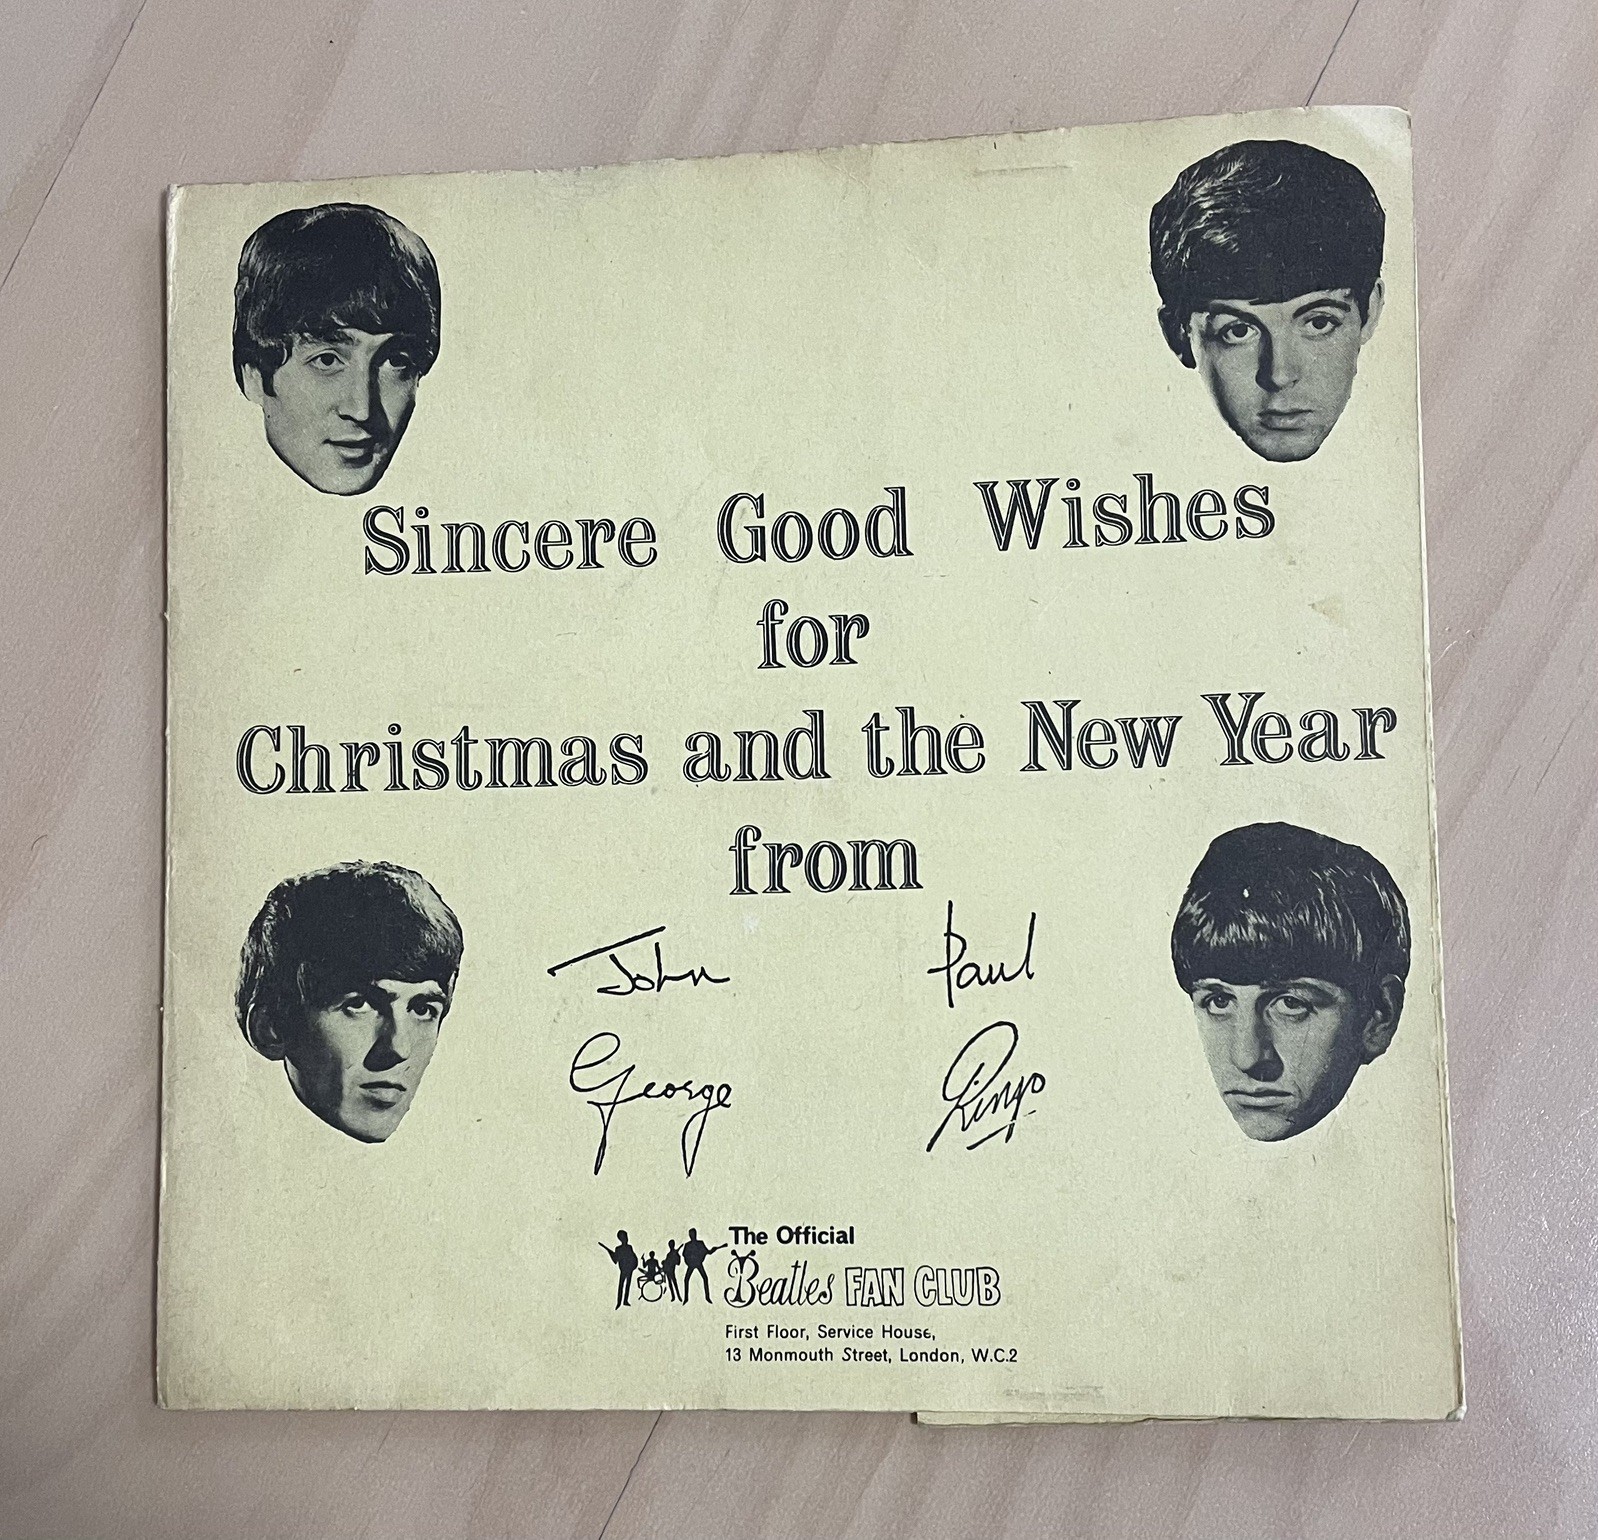 Sincere Good Wishes
for
Christmas and the New Year
from
John Paul
George Ringo
The Official
Beatles FAN CLUB
First Floor, Service House,
13 Monmouth Street, London, W.C.2